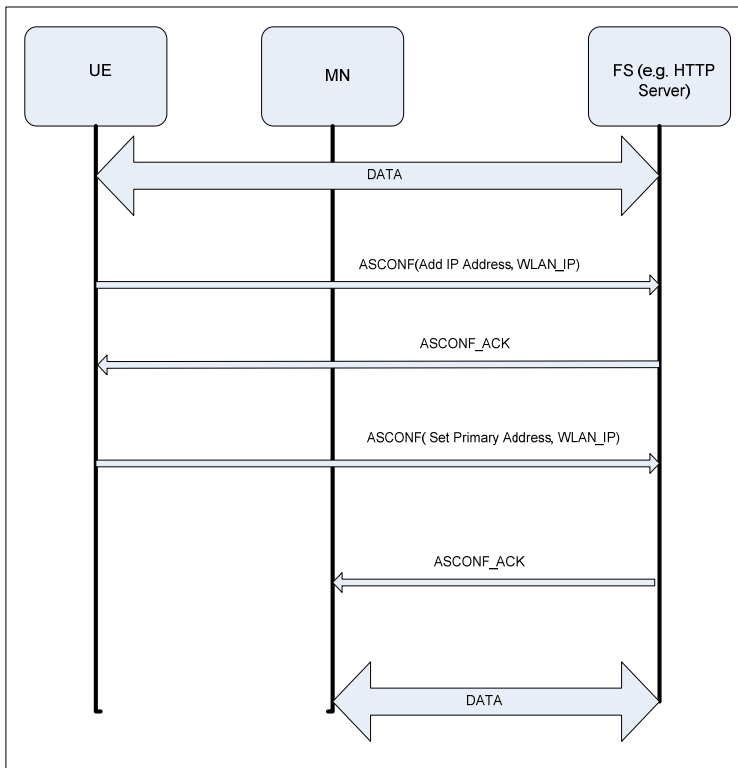 UE
MN
FS (e.g. HTTP
Server)
DATA
ASCONF(Add IP Address, WLAN_IP)
ASCONF_ACK
ASCONF( Set Primary Address, WLAN_IP)
ASCONF_ACK
DATA